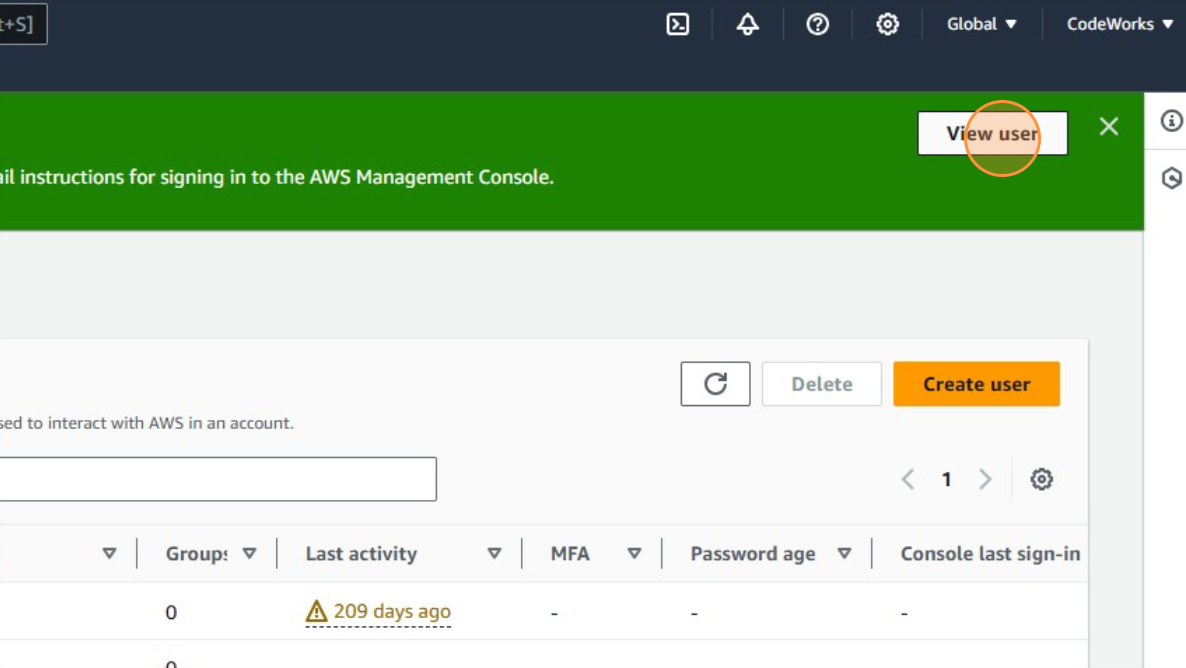 t+S]
Global
CodeWorks
View user
ail instructions for signing in to the AWS Management Console.
Delete
Create user
sed to interact with AWS in an account.
1
Groups
Last activity
MFA
Password age
Console last sign-in
0
209 days ago
-
-
-
0